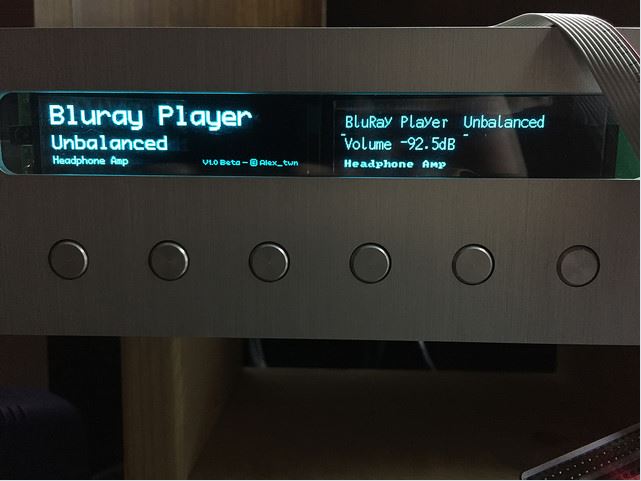 Bluray Player
Unbalanced
Headphone Amp
V1.0 Beta - @ Alex_twn
BluRay Player Unbalanced
Volume -92.5dB
Headphone Amp